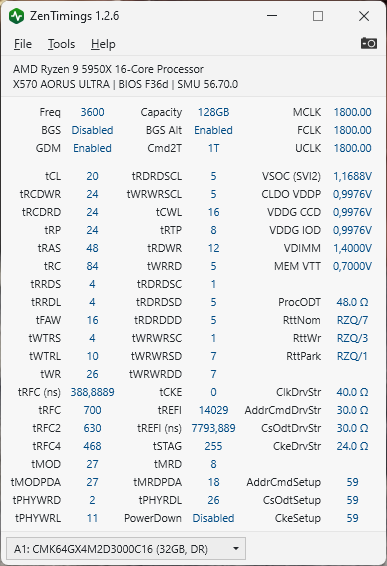 ZenTimings 1.2.6
File Tools Help
AMD Ryzen 9 5950X 16-Core Processor
X570 AORUS ULTRA | BIOS F36d | SMU 56.70.0
Freq 3600 Capacity 128GB MCLK 1800.00
BGS Disabled BGS Alt Enabled FCLK 1800.00
GDM Enabled Cmd2T 1T UCLK 1800.00
tCL 20 tRDRDSCL 5 VSOC (SVI2) 1,1688V
tRCDWR 24 tWRWRSCL 5 CLDO VDDP 0,9976V
tRCDRD 24 tCWL 16 VDDG CCD 0,9976V
tRP 24 tRTP 8 VDDG IOD 0,9976V
tRAS 48 tRDWR 12 VDIMM 1,4000V
tRC 84 tWRRD 5 MEM VTT 0,7000V
tRRDS 4 tRDRDSC 1
tRRDL 4 tRDRDSD 5 ProcODT 48.0 Ω
tFAW 16 tRDRDDD 5 RttNom RZQ/7
tWTRS 4 tWRWRSC 1 RttWr RZQ/3
tWTRL 10 tWRWRSD 7 RttPark RZQ/1
tWR 26 tWRWRDD 7
tRFC (ns) 388,8889 tCKE 0 ClkDrvStr 40.0 Ω
tRFC 700 tREFI 14029 AddrCmdDrvStr 30.0 Ω
tRFC2 630 tREFI (ns) 7793,889 CsOdtDrvStr 30.0 Ω
tRFC4 468 tSTAG 255 CkeDrvStr 24.0 Ω
tMOD 27 tMRD 8
tMODPDA 27 tMRDPDA 18 AddrCmdSetup 59
tPHYWRD 2 tPHYRDL 26 CsOdtSetup 59
tPHYWRL 11 PowerDown Disabled CkeSetup 59
A1: CMK64GX4M2D3000C16 (32GB, DR)